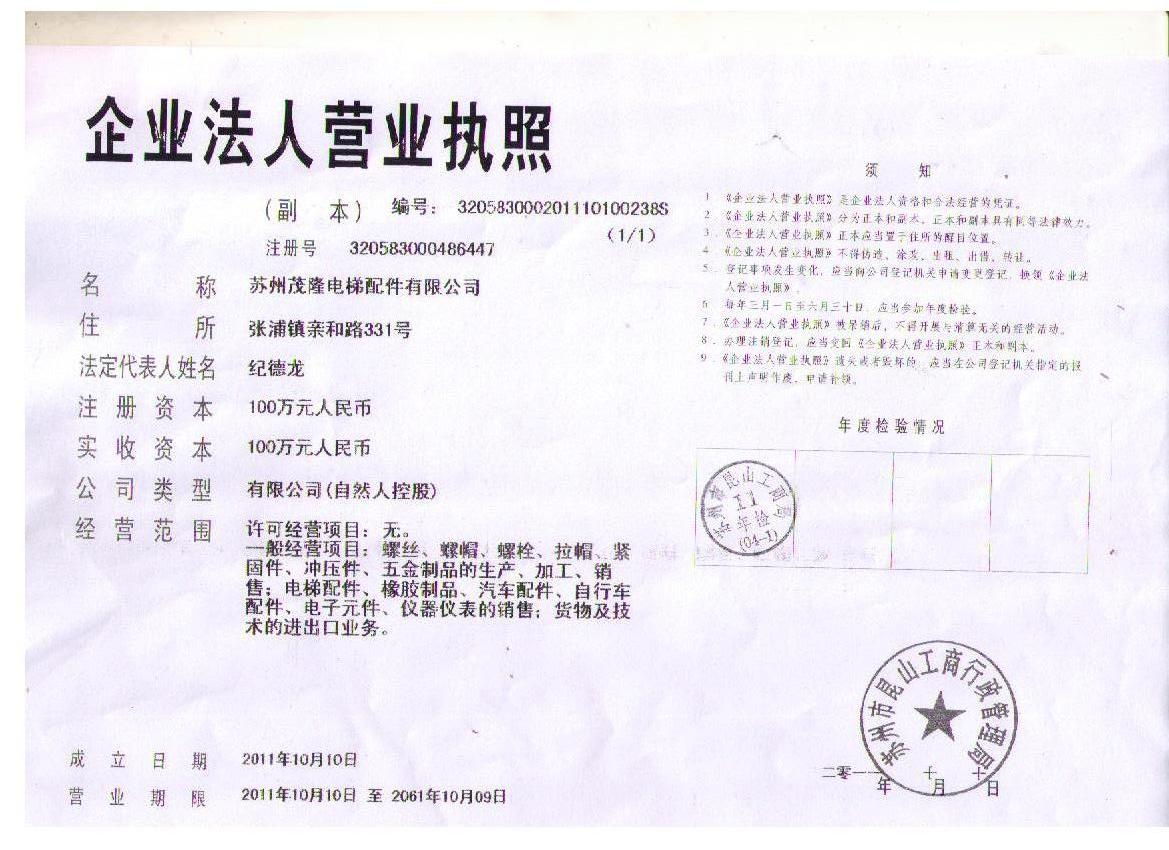 企业法人营业执照
(副 本) 编号: 320583000201110100238S
(1/1)
注册号 320583000486447
名 称 苏州茂隆电梯配件有限公司
住 所 张浦镇亲和路331号
法定代表人姓名 纪德龙
注册资本 100万元人民币
实收资本 100万元人民币
公司类型 有限公司(自然人控股)
经营范围 许可经营项目: 无。
一般经营项目: 螺丝、螺帽、螺栓、拉帽、紧
固件、冲压件、五金制品的生产、加工、销
售; 电梯配件、橡胶制品、汽车配件、自行车
配件、电子元件、仪器仪表的销售; 货物及技
术的进出口业务。
成立日期 2011年10月10日
营业期限 2011年10月10日 至 2061年10月09日
须 知
1.《企业法人营业执照》是企业法人资格和合法经营的凭证。
2.《企业法人营业执照》分为正本和副本,正本和副本具有同等法律效力。
3.《企业法人营业执照》正本应当置于住所的醒目位置。
4.《企业法人营业执照》不得伪造、涂改、出租、出借、转让。
5.登记事项发生变化,应当向公司登记机关申请变更登记,换领《企业法
人营业执照》。
6.每年三月一日至六月三十日,应当参加年度检验。
7.《企业法人营业执照》被吊销后,不得开展与清算无关的经营活动。
8.办理注销登记,应当交回《企业法人营业执照》正本和副本。
9.《企业法人营业执照》遗失或者毁坏的,应当在公司登记机关指定的报
刊上声明作废,申请补领。
年度检验情况
苏州市昆山工商局
11
年检
(04-1)
苏州市昆山工商行政管理局
二零一一年十月十日